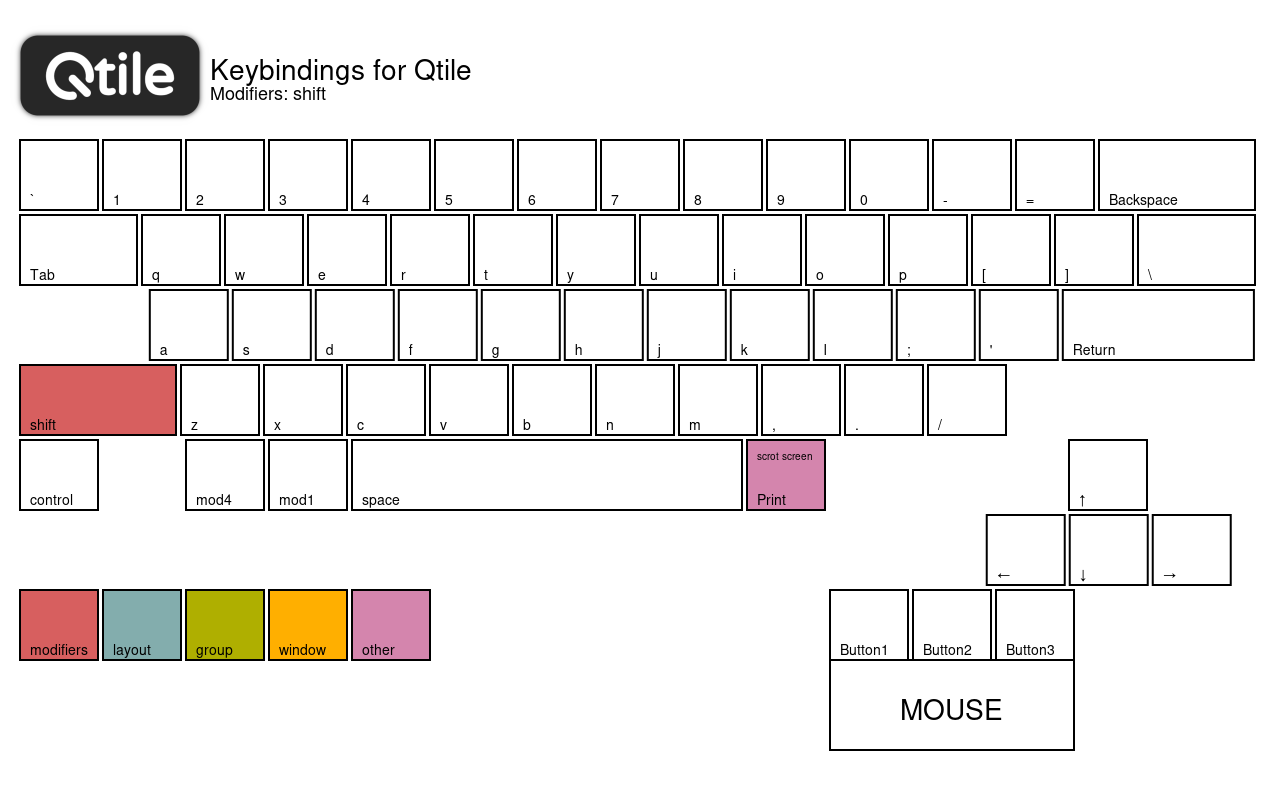 Qtile
Keybindings for Qtile
Modifiers: shift
` 1 2 3 4 5 6 7 8 9 0 - = Backspace
Tab q w e r t y u i o p [ ] \
a s d f g h j k l ; ' Return
shift z x c v b n m , . /
scrot screen
control mod4 mod1 space Print ↑
← ↓ →
modifiers layout group window other Button1 Button2 Button3
MOUSE